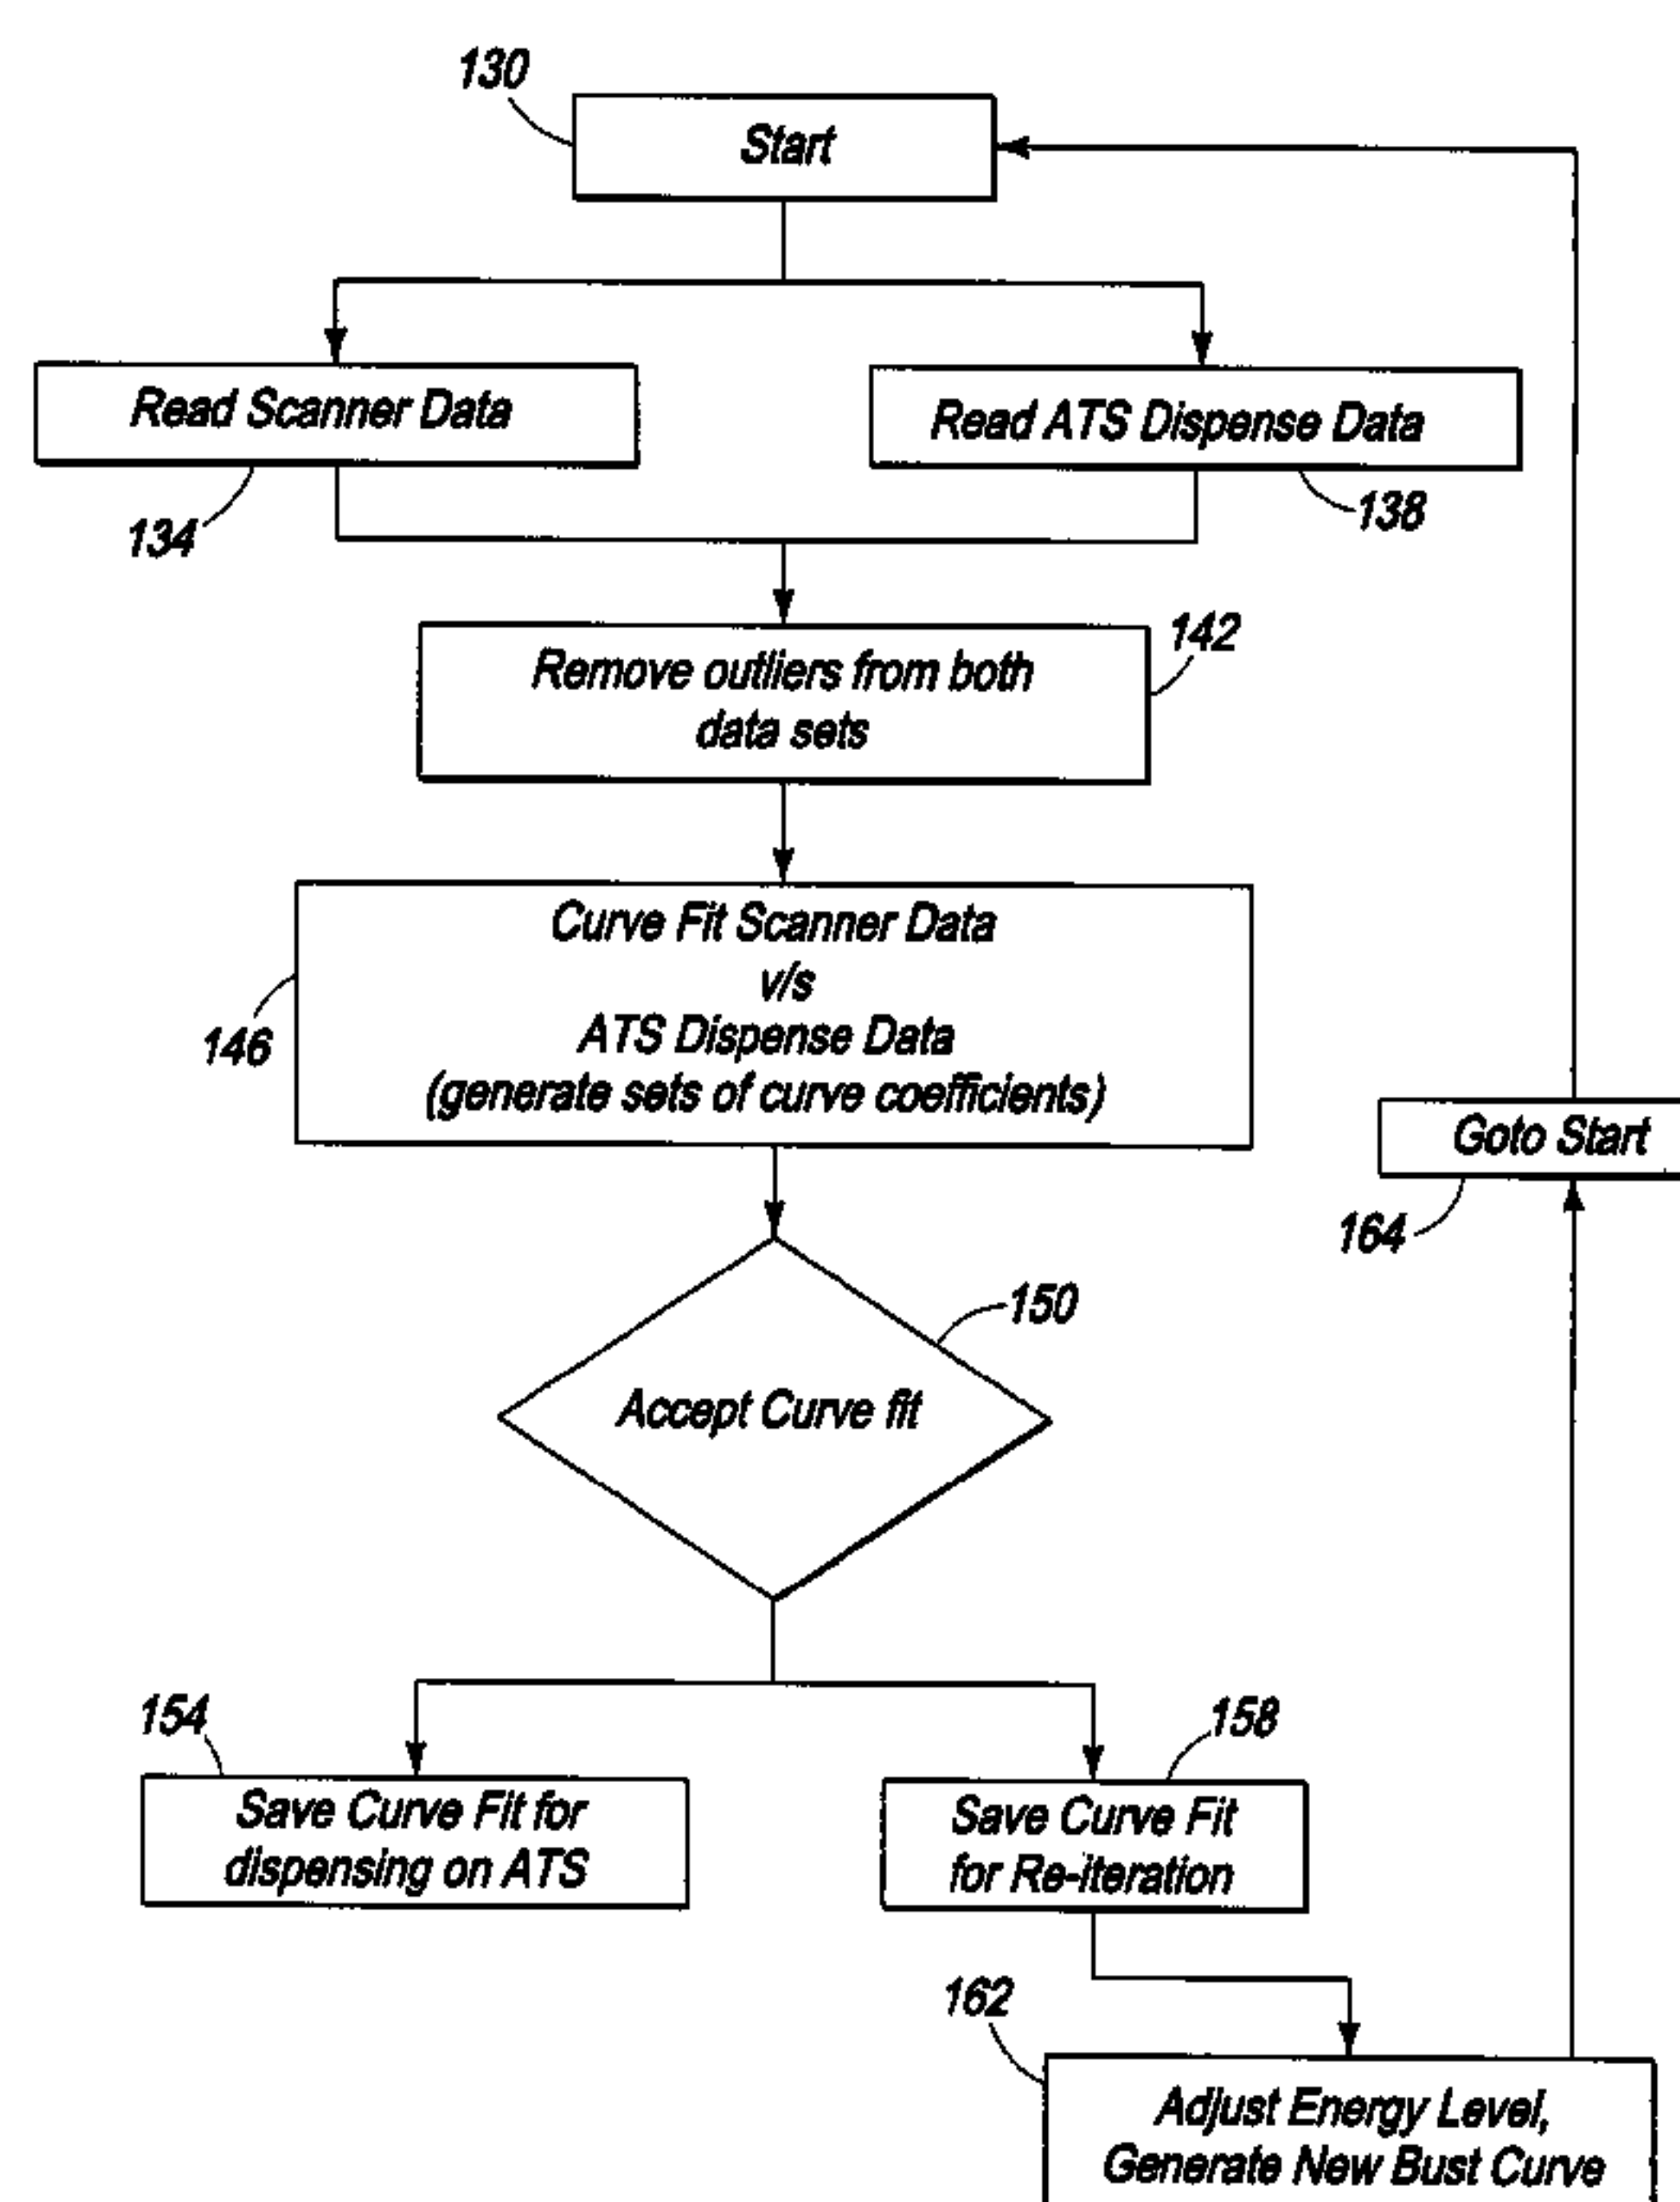 130
Start
Read Scanner Data
Read ATS Dispense Data
134
138
Remove outliers from both
data sets
142
Curve Fit Scanner Data
v/s
ATS Dispense Data
(generate sets of curve coefficients)
146
Goto Start
164
150
Accept Curve fit
154
Save Curve Fit for
dispensing on ATS
158
Save Curve Fit
for Re-iteration
162
Adjust Energy Level,
Generate New Bust Curve